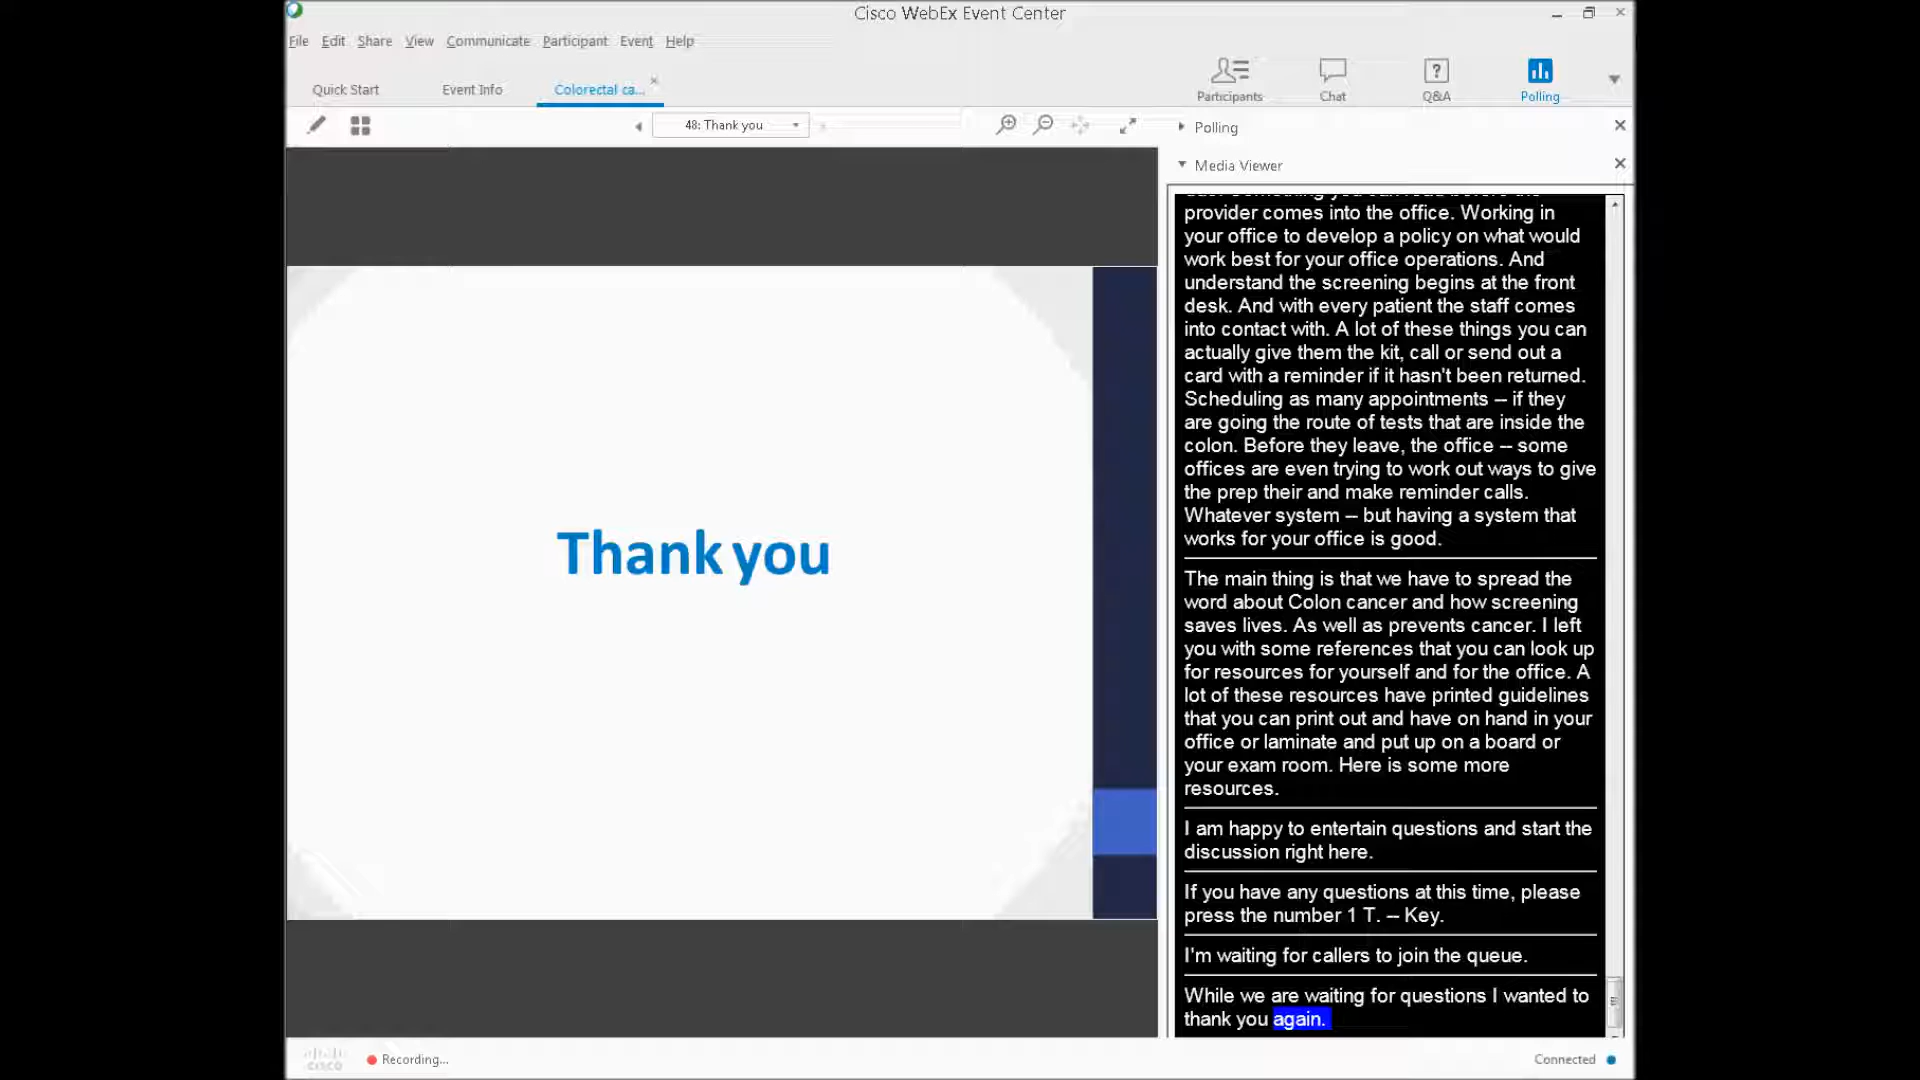 Cisco WebEx Event Center
File Edit Share View Communicate Participant Event Help
Quick Start Event Info Colorectal ca...
Participants Chat Q&A Polling
48: Thank you
Polling
Media Viewer
Thank you
provider comes into the office. Working in
your office to develop a policy on what would
work best for your office operations. And
understand the screening begins at the front
desk. And with every patient the staff comes
into contact with. A lot of these things you can
actually give them the kit, call or send out a
card with a reminder if it hasn't been returned.
Scheduling as many appointments -- if they
are going the route of tests that are inside the
colon. Before they leave, the office -- some
offices are even trying to work out ways to give
the prep their and make reminder calls.
Whatever system -- but having a system that
works for your office is good.
The main thing is that we have to spread the
word about Colon cancer and how screening
saves lives. As well as prevents cancer. I left
you with some references that you can look up
for resources for yourself and for the office. A
lot of these resources have printed guidelines
that you can print out and have on hand in your
office or laminate and put up on a board or
your exam room. Here is some more
resources.
I am happy to entertain questions and start the
discussion right here.
If you have any questions at this time, please
press the number 1 T. -- Key.
I'm waiting for callers to join the queue.
While we are waiting for questions I wanted to
thank you again.
cisco
Recording...
Connected